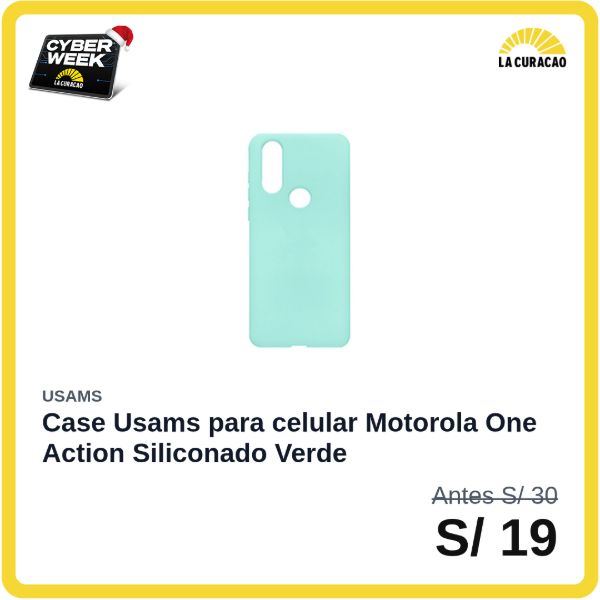 CYBER
WEEK
LA CURACAO
LA CURACAO
USAMS
Case Usams para celular Motorola One
Action Siliconado Verde
Antes S/ 30
S/ 19